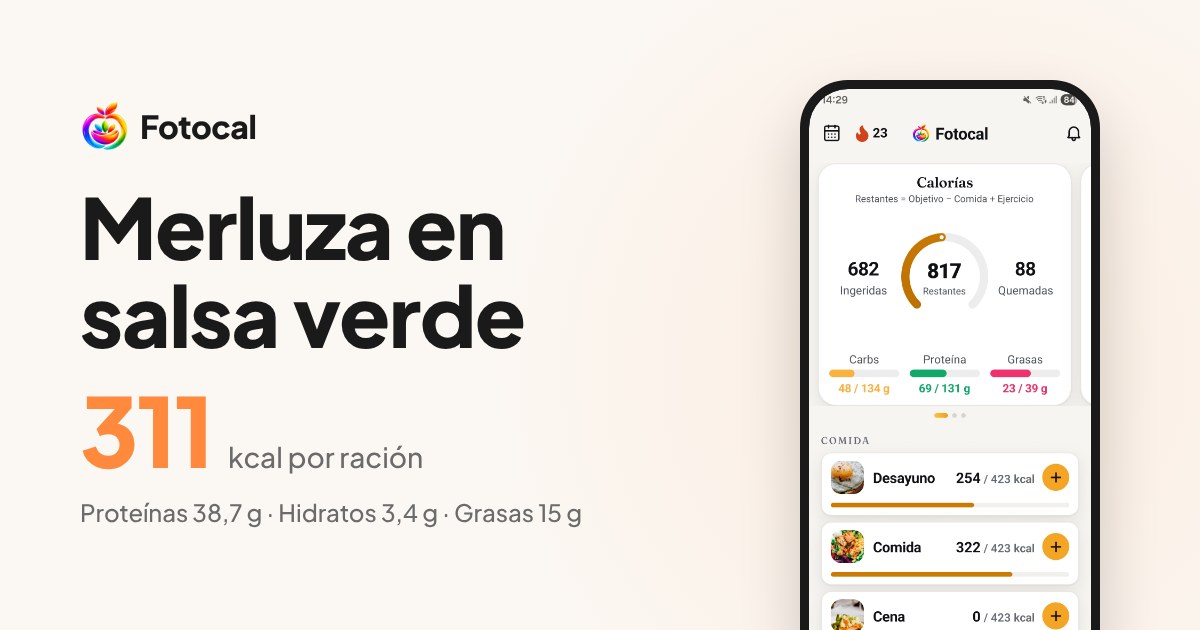 Fotocal
Merluza en
salsa verde
311 kcal por ración
Proteínas 38,7 g · Hidratos 3,4 g · Grasas 15 g
14:29
84
23
Fotocal
Calorías
Restantes = Objetivo − Comida + Ejercicio
682
Ingeridas
817
Restantes
88
Quemadas
Carbs
48 / 134 g
Proteína
69 / 131 g
Grasas
23 / 39 g
COMIDA
Desayuno 254 / 423 kcal +
Comida 322 / 423 kcal +
Cena 0 / 423 kcal +